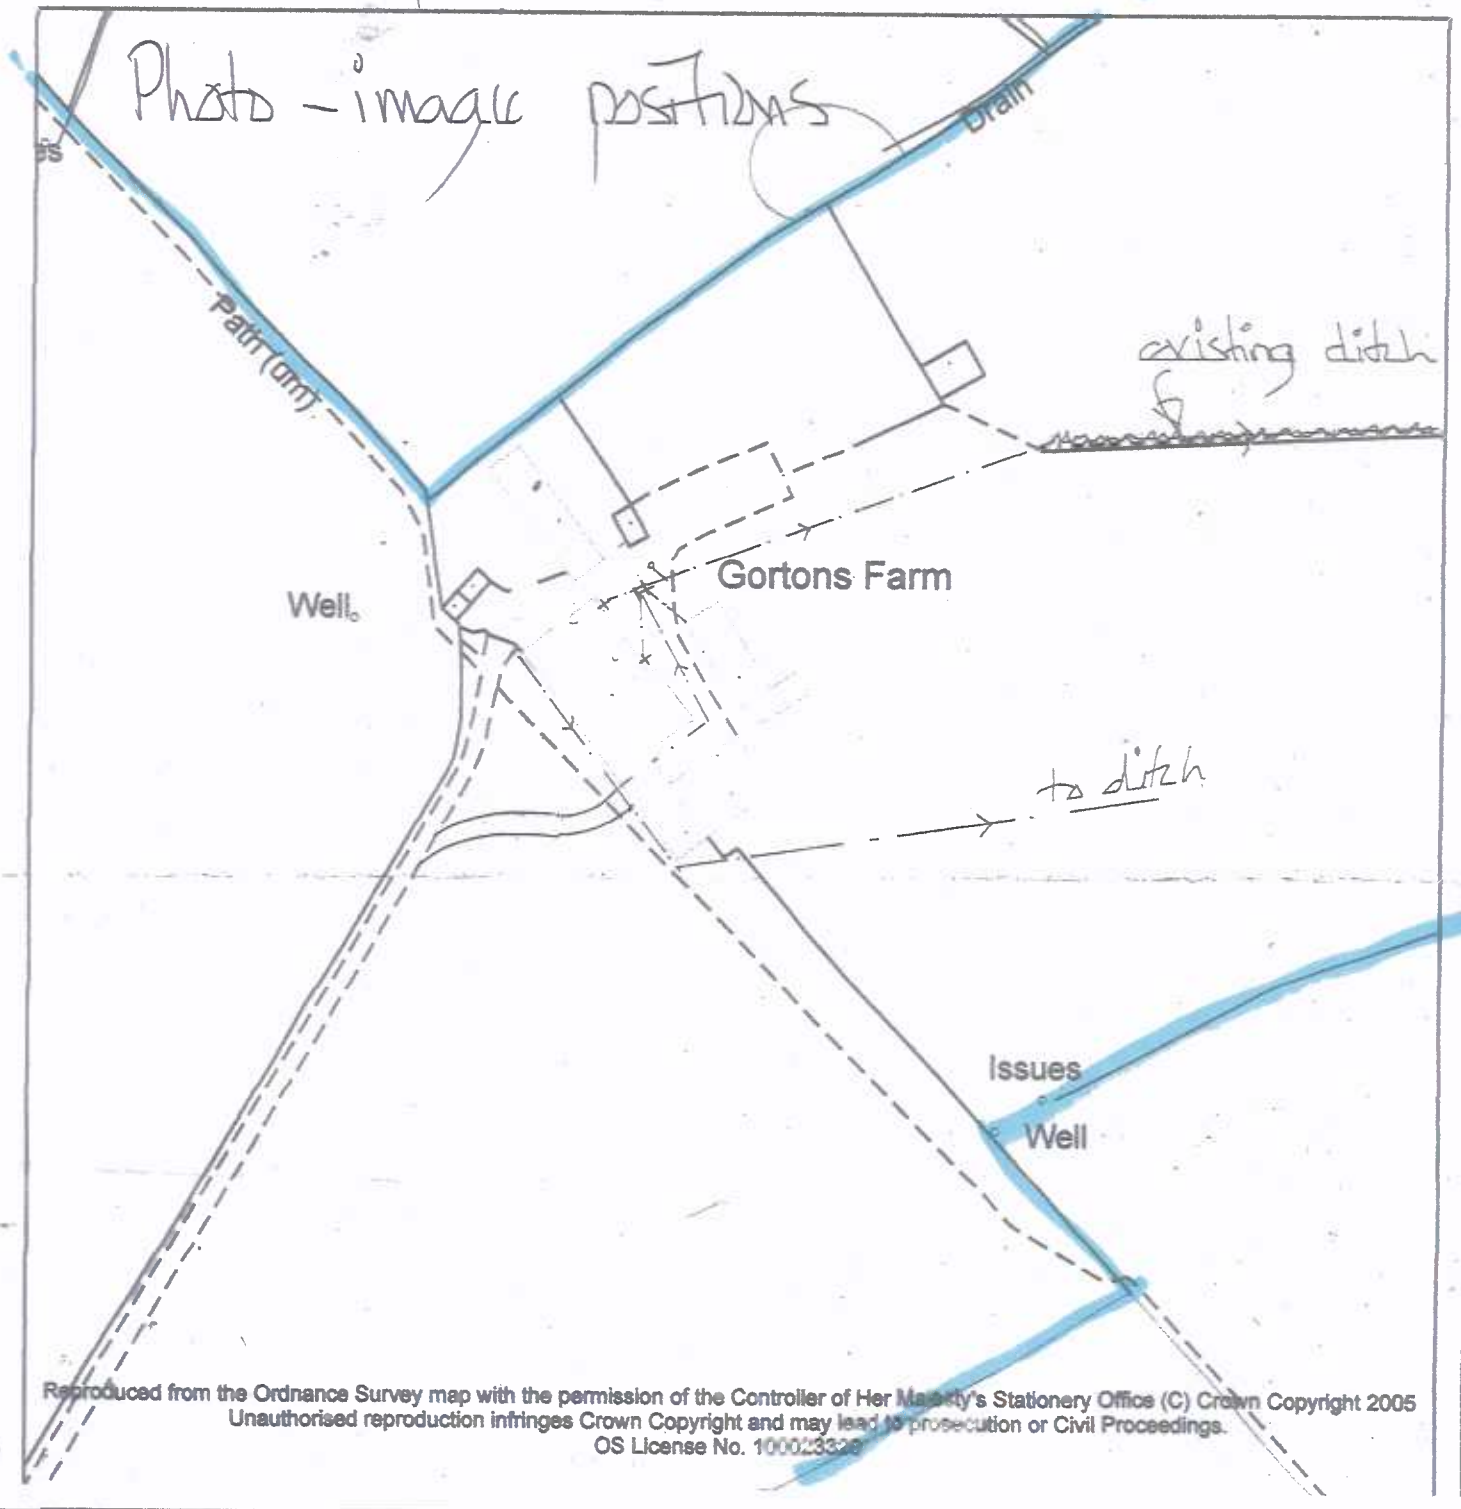 Photo - image positions
Drain
es
Path (um)
existing ditch
Gortons Farm
Well
to ditch
Issues
Well
Reproduced from the Ordnance Survey map with the permission of the Controller of Her Majesty's Stationery Office (C) Crown Copyright 2005
Unauthorised reproduction infringes Crown Copyright and may lead to prosecution or Civil Proceedings.
OS License No.